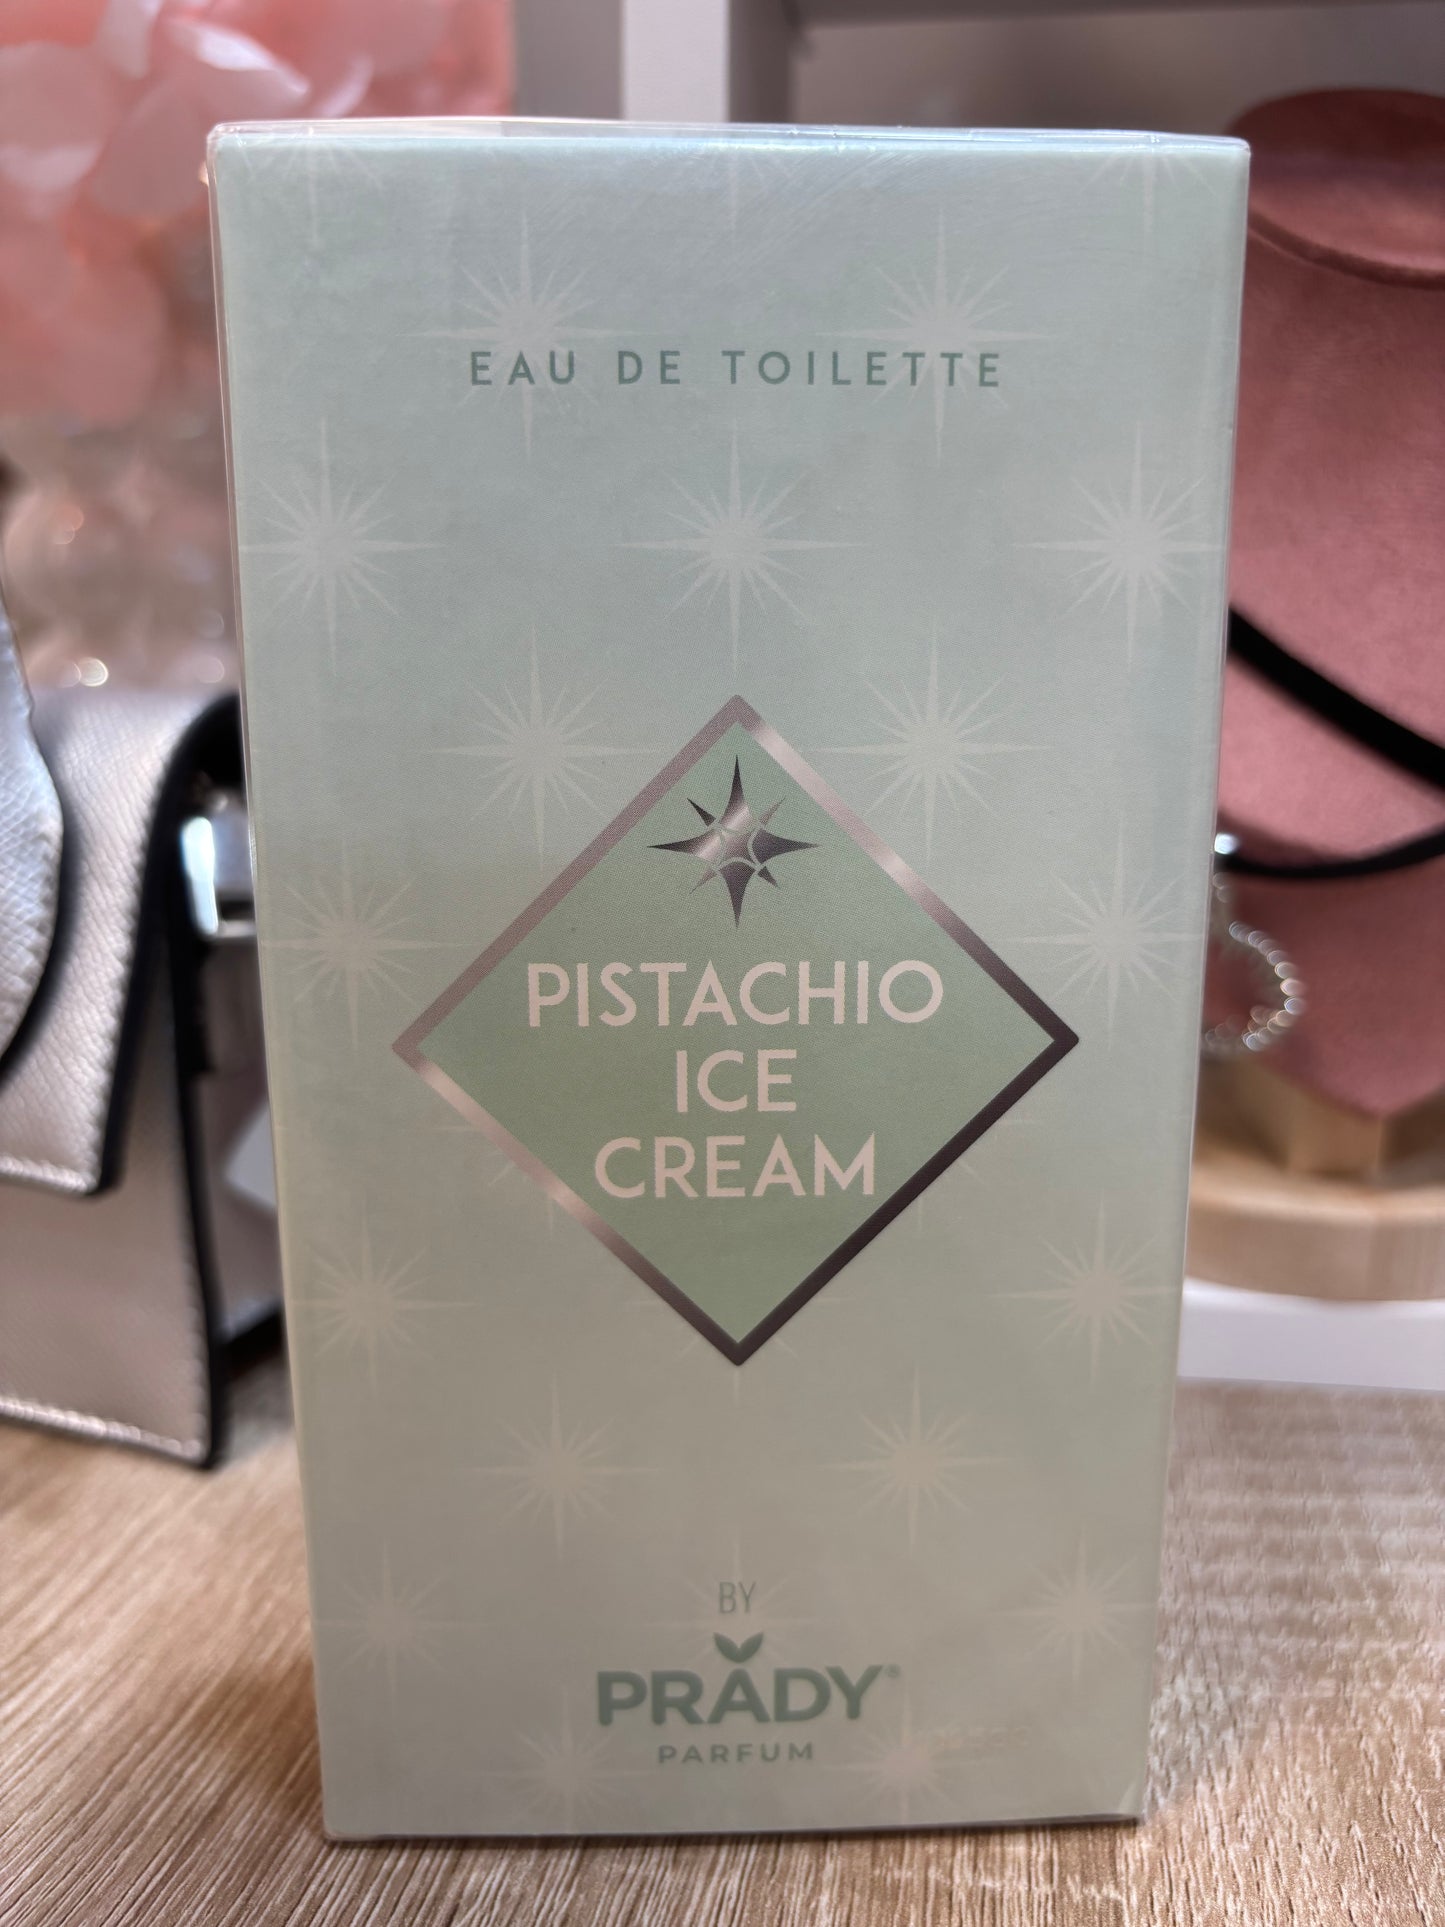 EAU DE TOILETTE
PISTACHIO
ICE
CREAM
BY
PRADY®
PARFUM